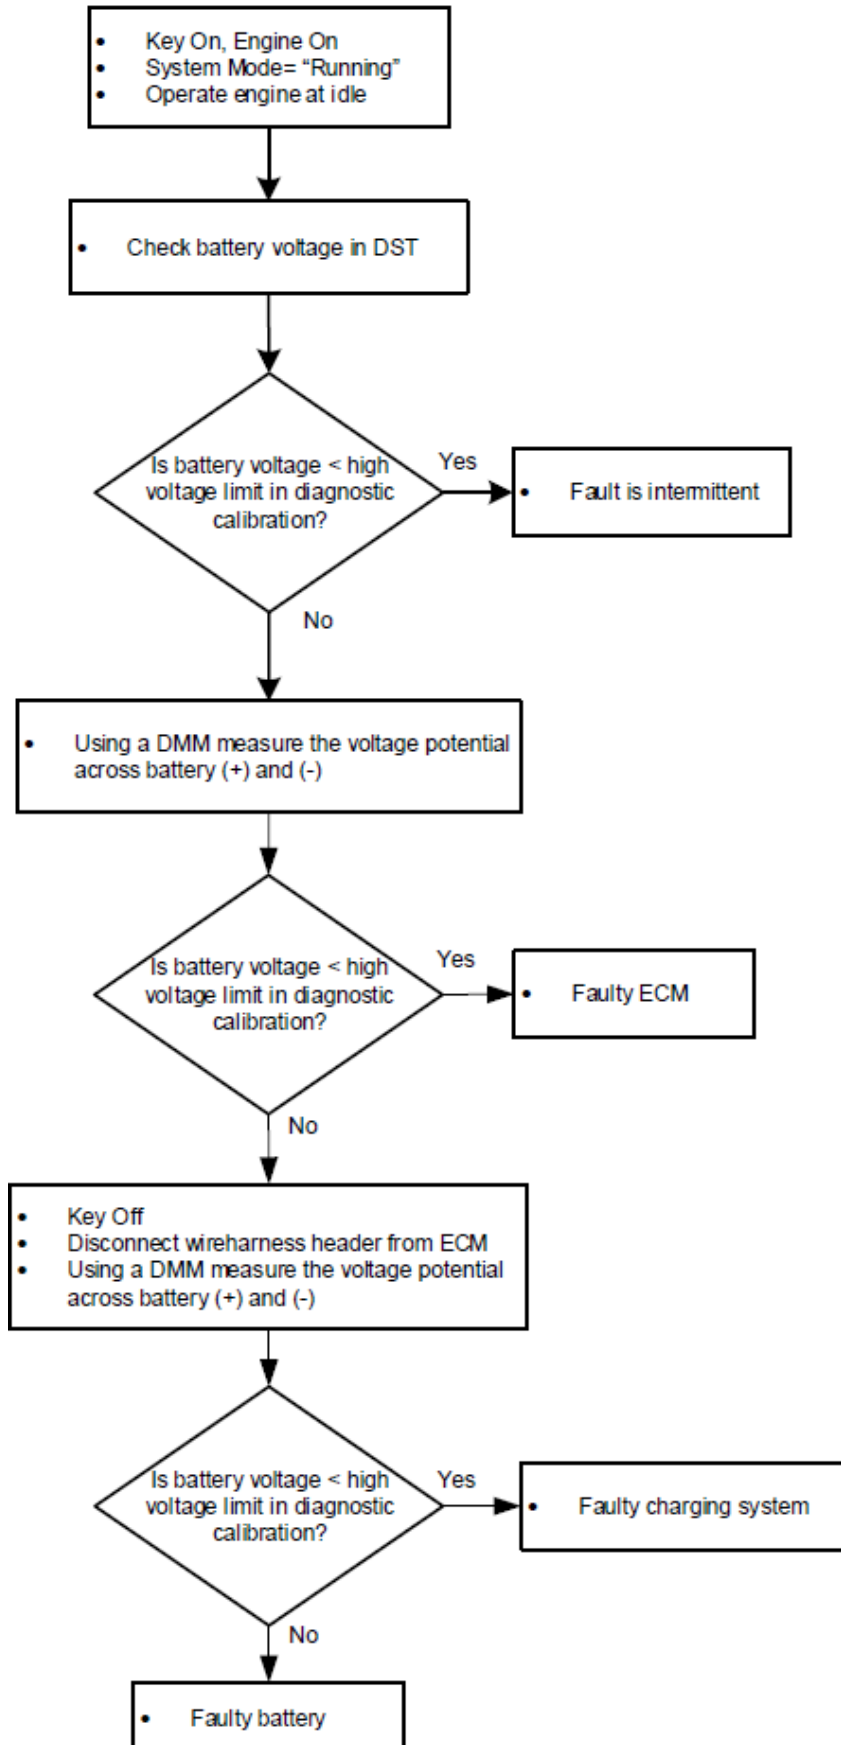 • Key On, Engine On
• System Mode= “Running”
• Operate engine at idle
• Check battery voltage in DST
Is battery voltage < high
voltage limit in diagnostic
calibration?
Yes
• Fault is intermittent
No
• Using a DMM measure the voltage potential
across battery (+) and (-)
Is battery voltage < high
voltage limit in diagnostic
calibration?
Yes
• Faulty ECM
No
• Key Off
• Disconnect wireharness header from ECM
• Using a DMM measure the voltage potential
across battery (+) and (-)
Is battery voltage < high
voltage limit in diagnostic
calibration?
Yes
• Faulty charging system
No
• Faulty battery